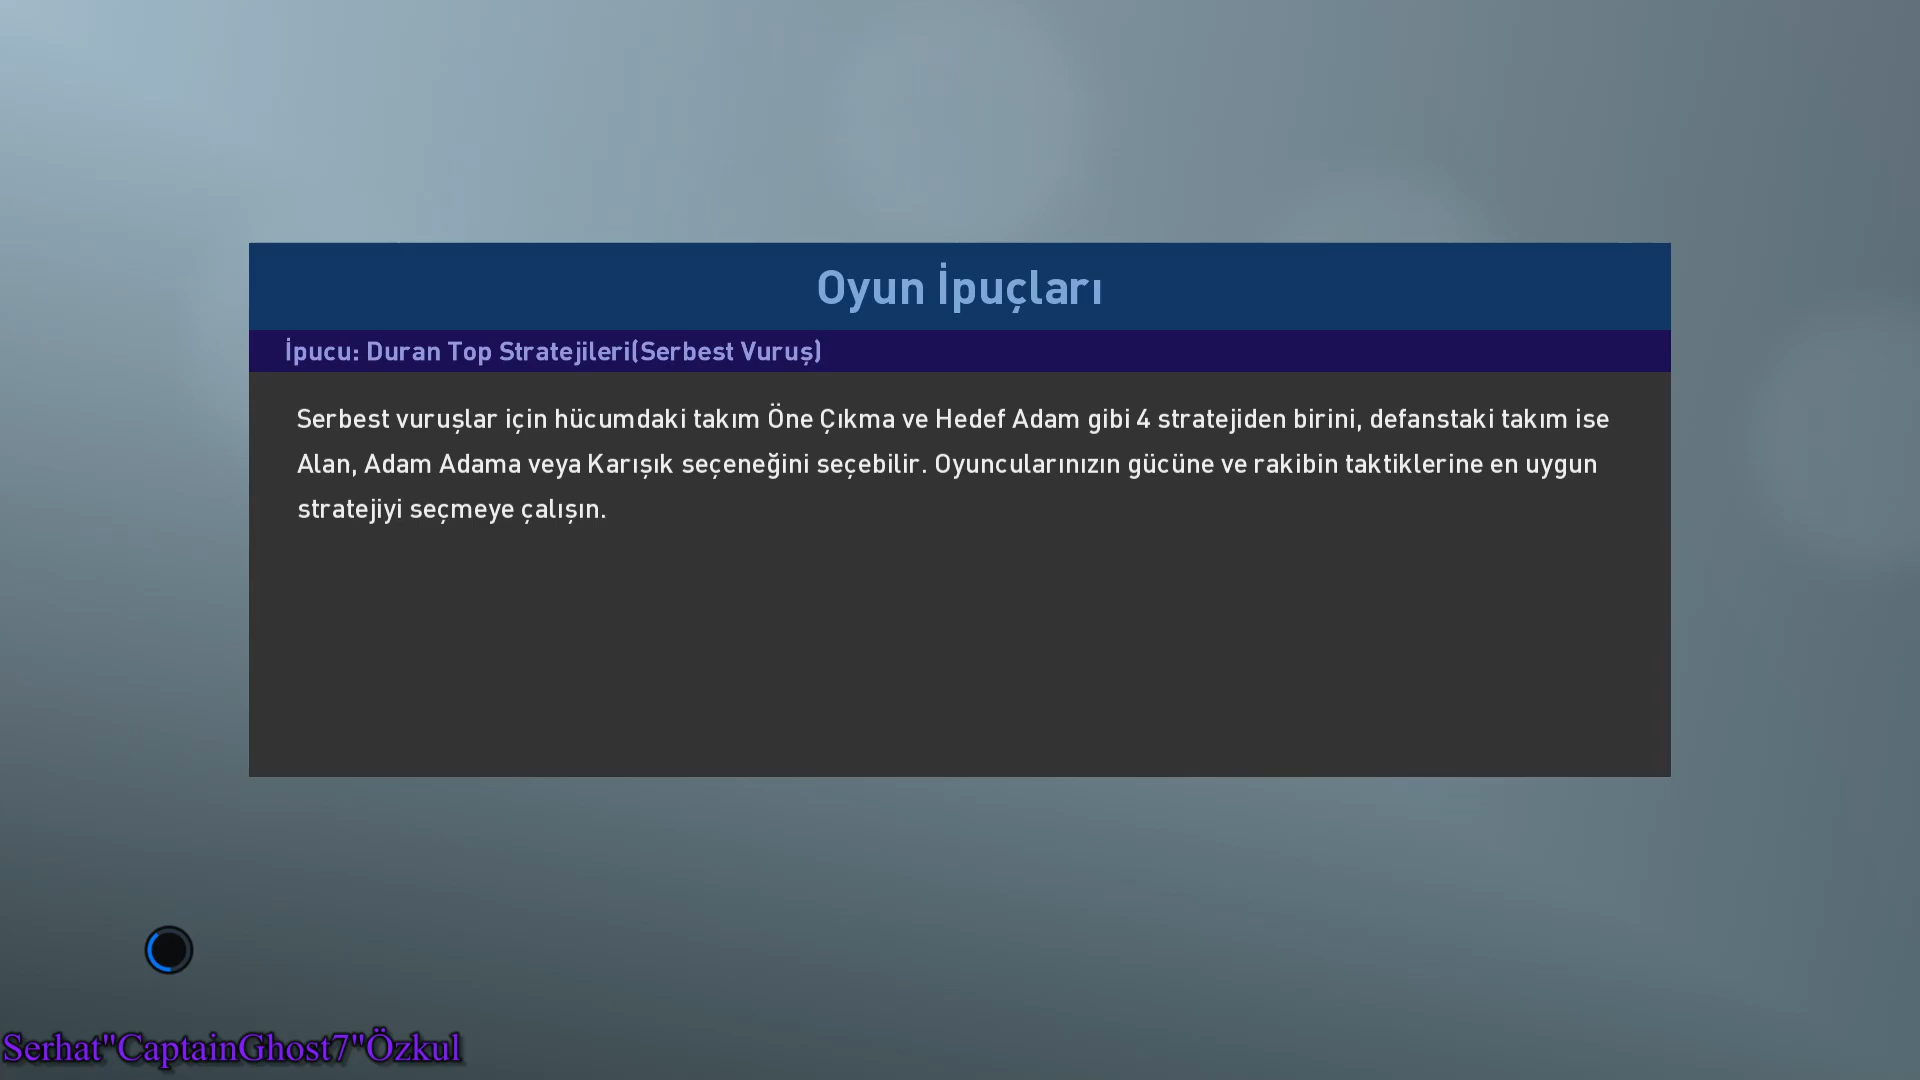 Oyun İpuçları
İpucu: Duran Top Stratejileri(Serbest Vuruş)
Serbest vuruşlar için hücumdaki takım Öne Çıkma ve Hedef Adam gibi 4 stratejiden birini, defanstaki takım ise
Alan, Adam Adama veya Karışık seçeneğini seçebilir. Oyuncularınızın gücüne ve rakibin taktiklerine en uygun
stratejiyi seçmeye çalışın.
Serhat"CaptainGhost7"Özkul